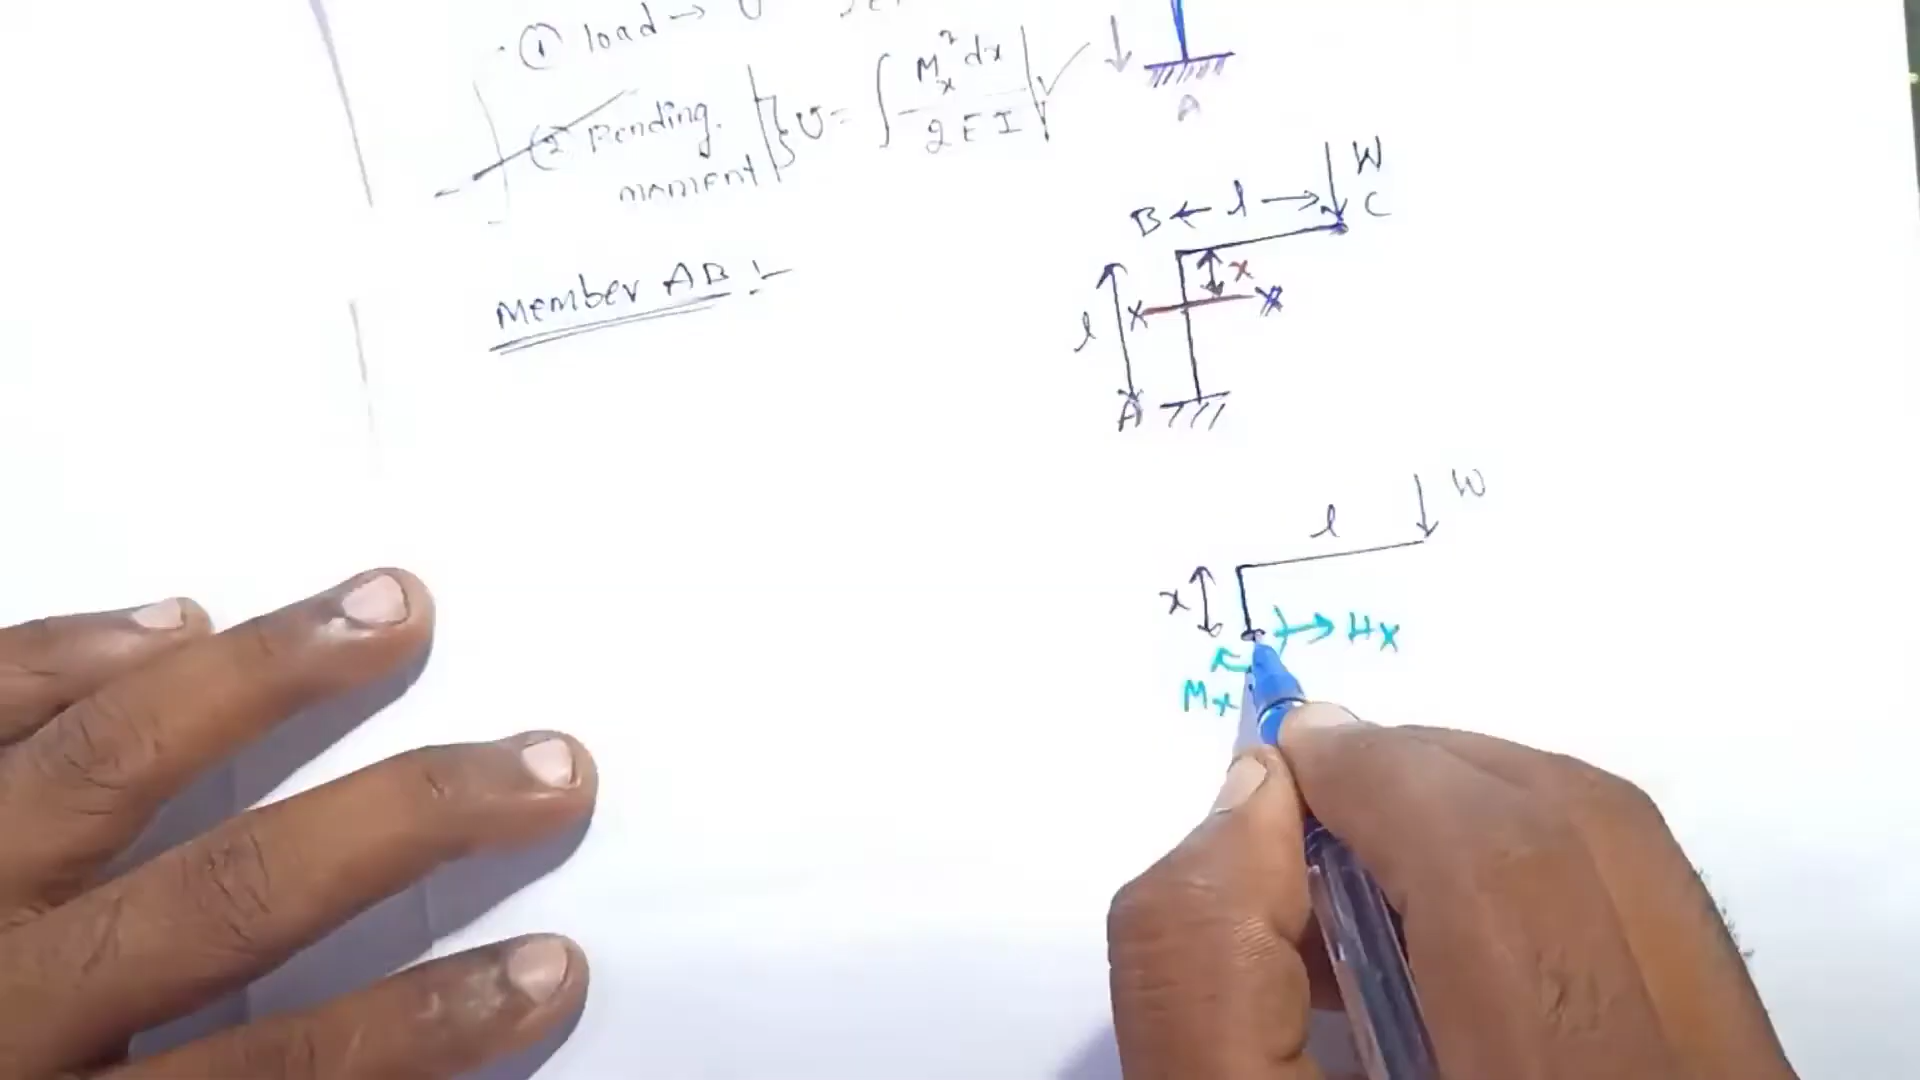 ① load →
② Bending
moment
U = ∫ Mx² dx / 2EI
A
W
B ← l → C
x
l X X
A
Member AB :-
W
l
x
Hx
Mx